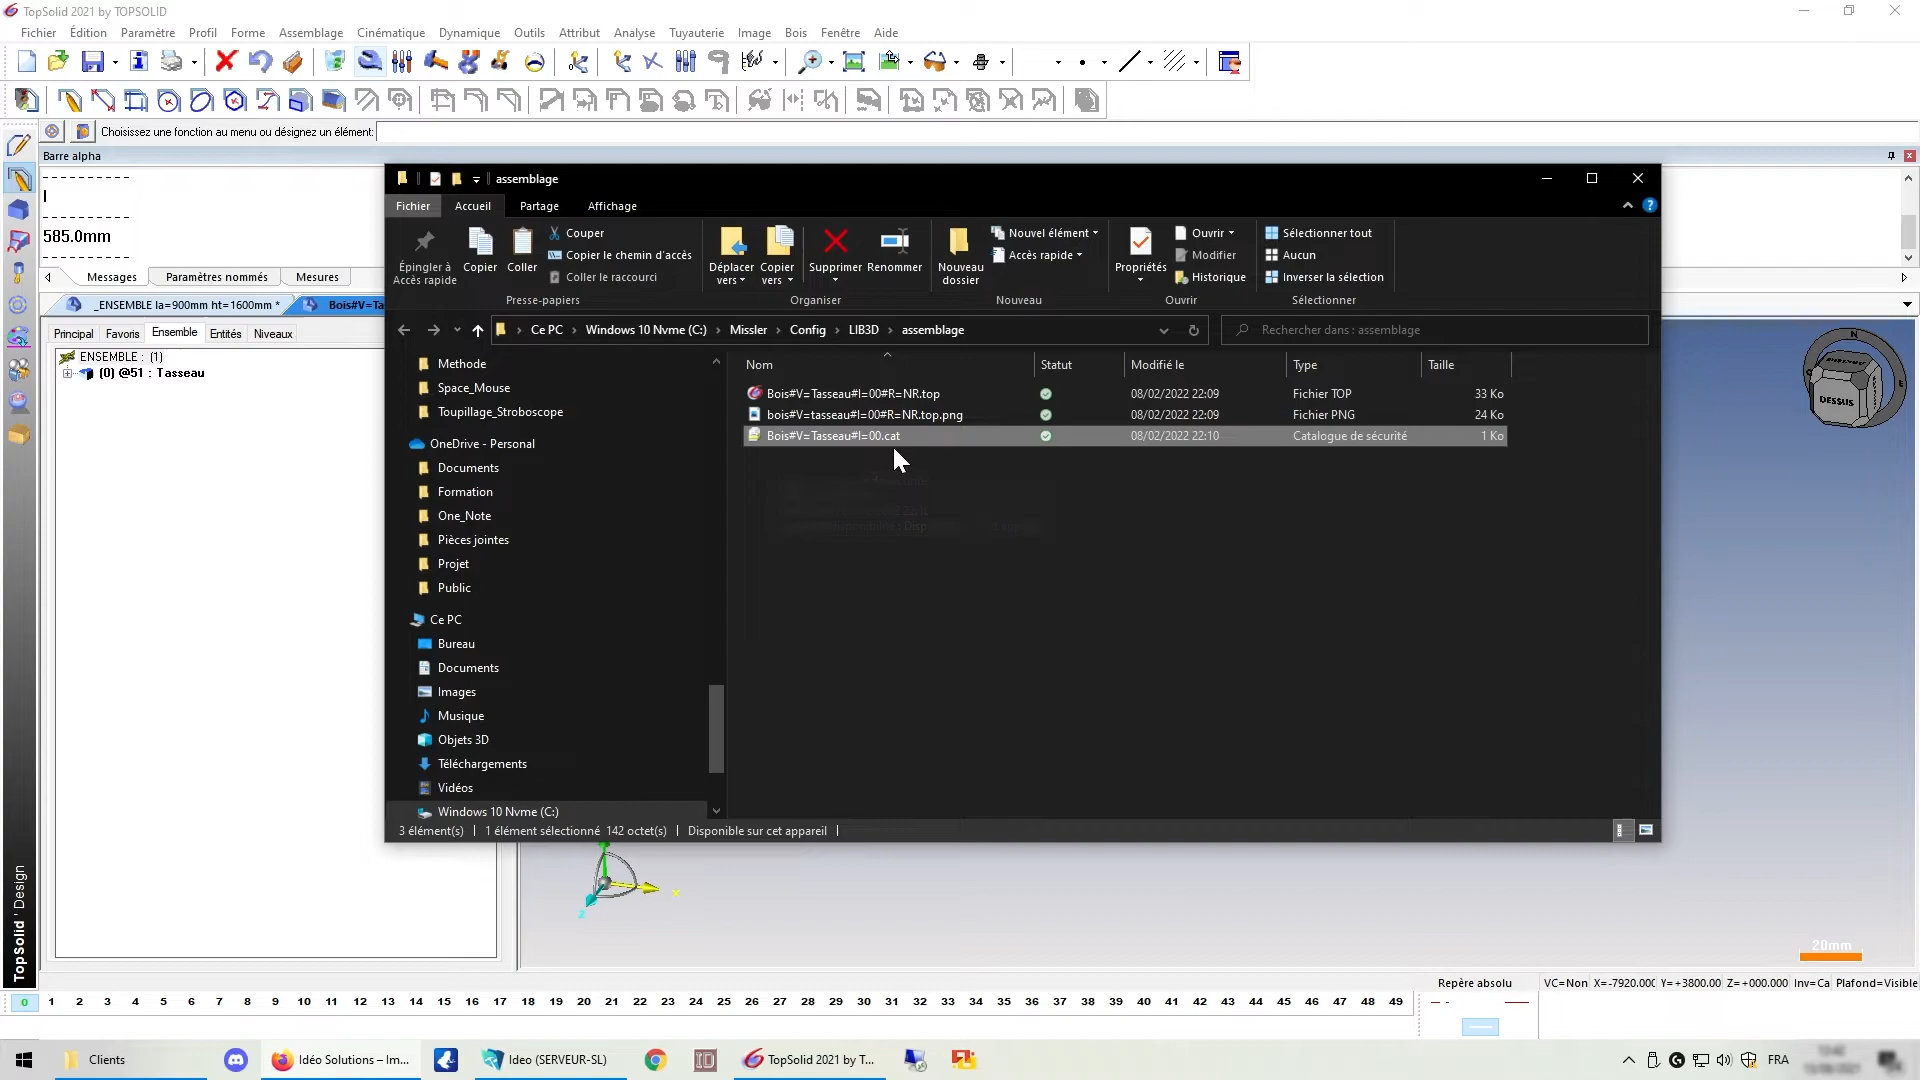 TopSolid 2021 by TOPSOLID
Fichier Édition Paramètre Profil Forme Assemblage Cinématique Dynamique Outils Attribut Analyse Tuyauterie Image Bois Fenêtre Aide
Choisissez une fonction au menu ou désignez un élément:
Barre alpha
585.0mm
Messages Paramètres nommés Mesures
_ENSEMBLE la=900mm ht=1600mm * Bois#V=Ta
Principal Favoris Ensemble Entités Niveaux
ENSEMBLE : (1)
(0) @51 : Tasseau
TopSolid 'Design
assemblage
Fichier Accueil Partage Affichage
Épingler à Accès rapide
Copier
Coller
Couper
Copier le chemin d'accès
Coller le raccourci
Presse-papiers
Déplacer vers
Copier vers
Supprimer
Renommer
Organiser
Nouveau dossier
Nouvel élément
Accès rapide
Nouveau
Propriétés
Ouvrir
Modifier
Historique
Ouvrir
Sélectionner tout
Aucun
Inverser la sélection
Sélectionner
Ce PC > Windows 10 Nvme (C:) > Missler > Config > LIB3D > assemblage
Rechercher dans : assemblage
Methode
Space_Mouse
Toupillage_Stroboscope
OneDrive - Personal
Documents
Formation
One_Note
Pièces jointes
Projet
Public
Ce PC
Bureau
Documents
Images
Musique
Objets 3D
Téléchargements
Vidéos
Windows 10 Nvme (C:)
Nom Statut Modifié le Type Taille
Bois#V=Tasseau#I=00#R=NR.top 08/02/2022 22:09 Fichier TOP 33 Ko
bois#V=tasseau#I=00#R=NR.top.png 08/02/2022 22:09 Fichier PNG 24 Ko
Bois#V=Tasseau#I=00.cat 08/02/2022 22:10 Catalogue de sécurité 1 Ko
3 élément(s) 1 élément sélectionné 142 octet(s) Disponible sur cet appareil
N
E
DESSUS
x
z
20mm
Repère absolu VC=Non X=-7920.000 Y=+3800.00 Z=+000.000 Inv=Ca Plafond=Visible
0 1 2 3 4 5 6 7 8 9 10 11 12 13 14 15 16 17 18 19 20 21 22 23 24 25 26 27 28 29 30 31 32 33 34 35 36 37 38 39 40 41 42 43 44 45 46 47 48 49
Clients
Idéo Solutions – Im...
Ideo (SERVEUR-SL)
TopSolid 2021 by T...
FRA